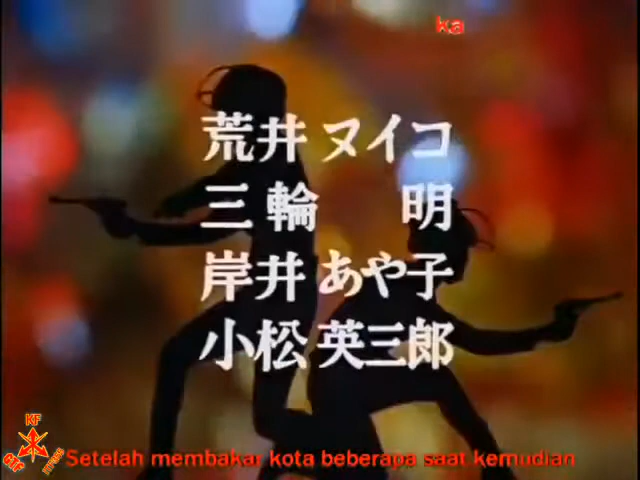 ka
荒井ヌイコ
三輪 明
岸井あや子
小松英三郎
KF
Setelah membakar kota beberapa saat kemudian